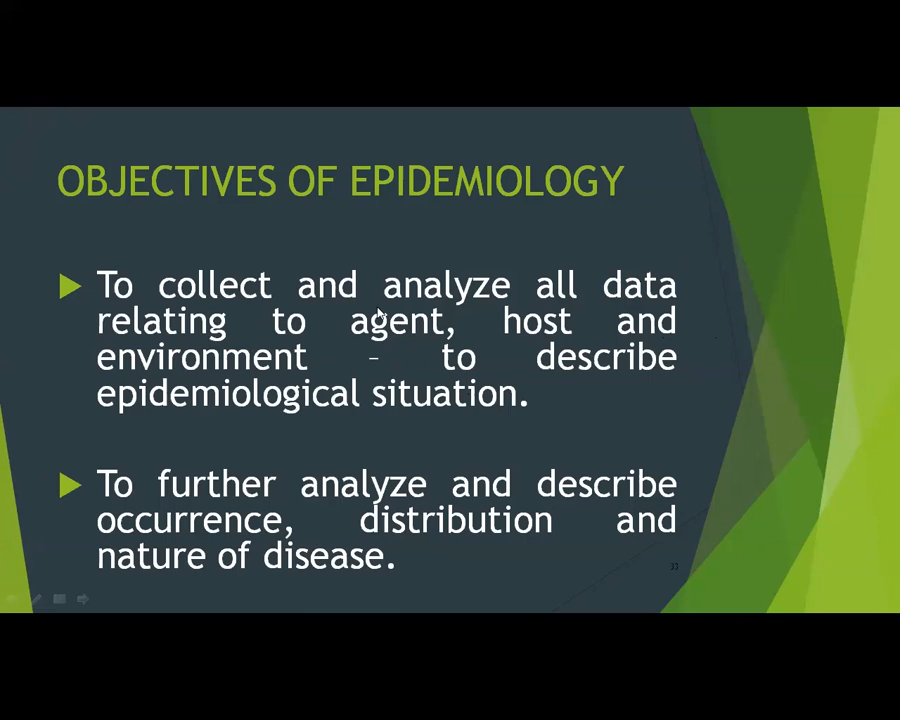 OBJECTIVES OF EPIDEMIOLOGY
To collect and analyze all data
relating to agent, host and
environment – to describe
epidemiological situation.
To further analyze and describe
occurrence, distribution and
nature of disease.
33